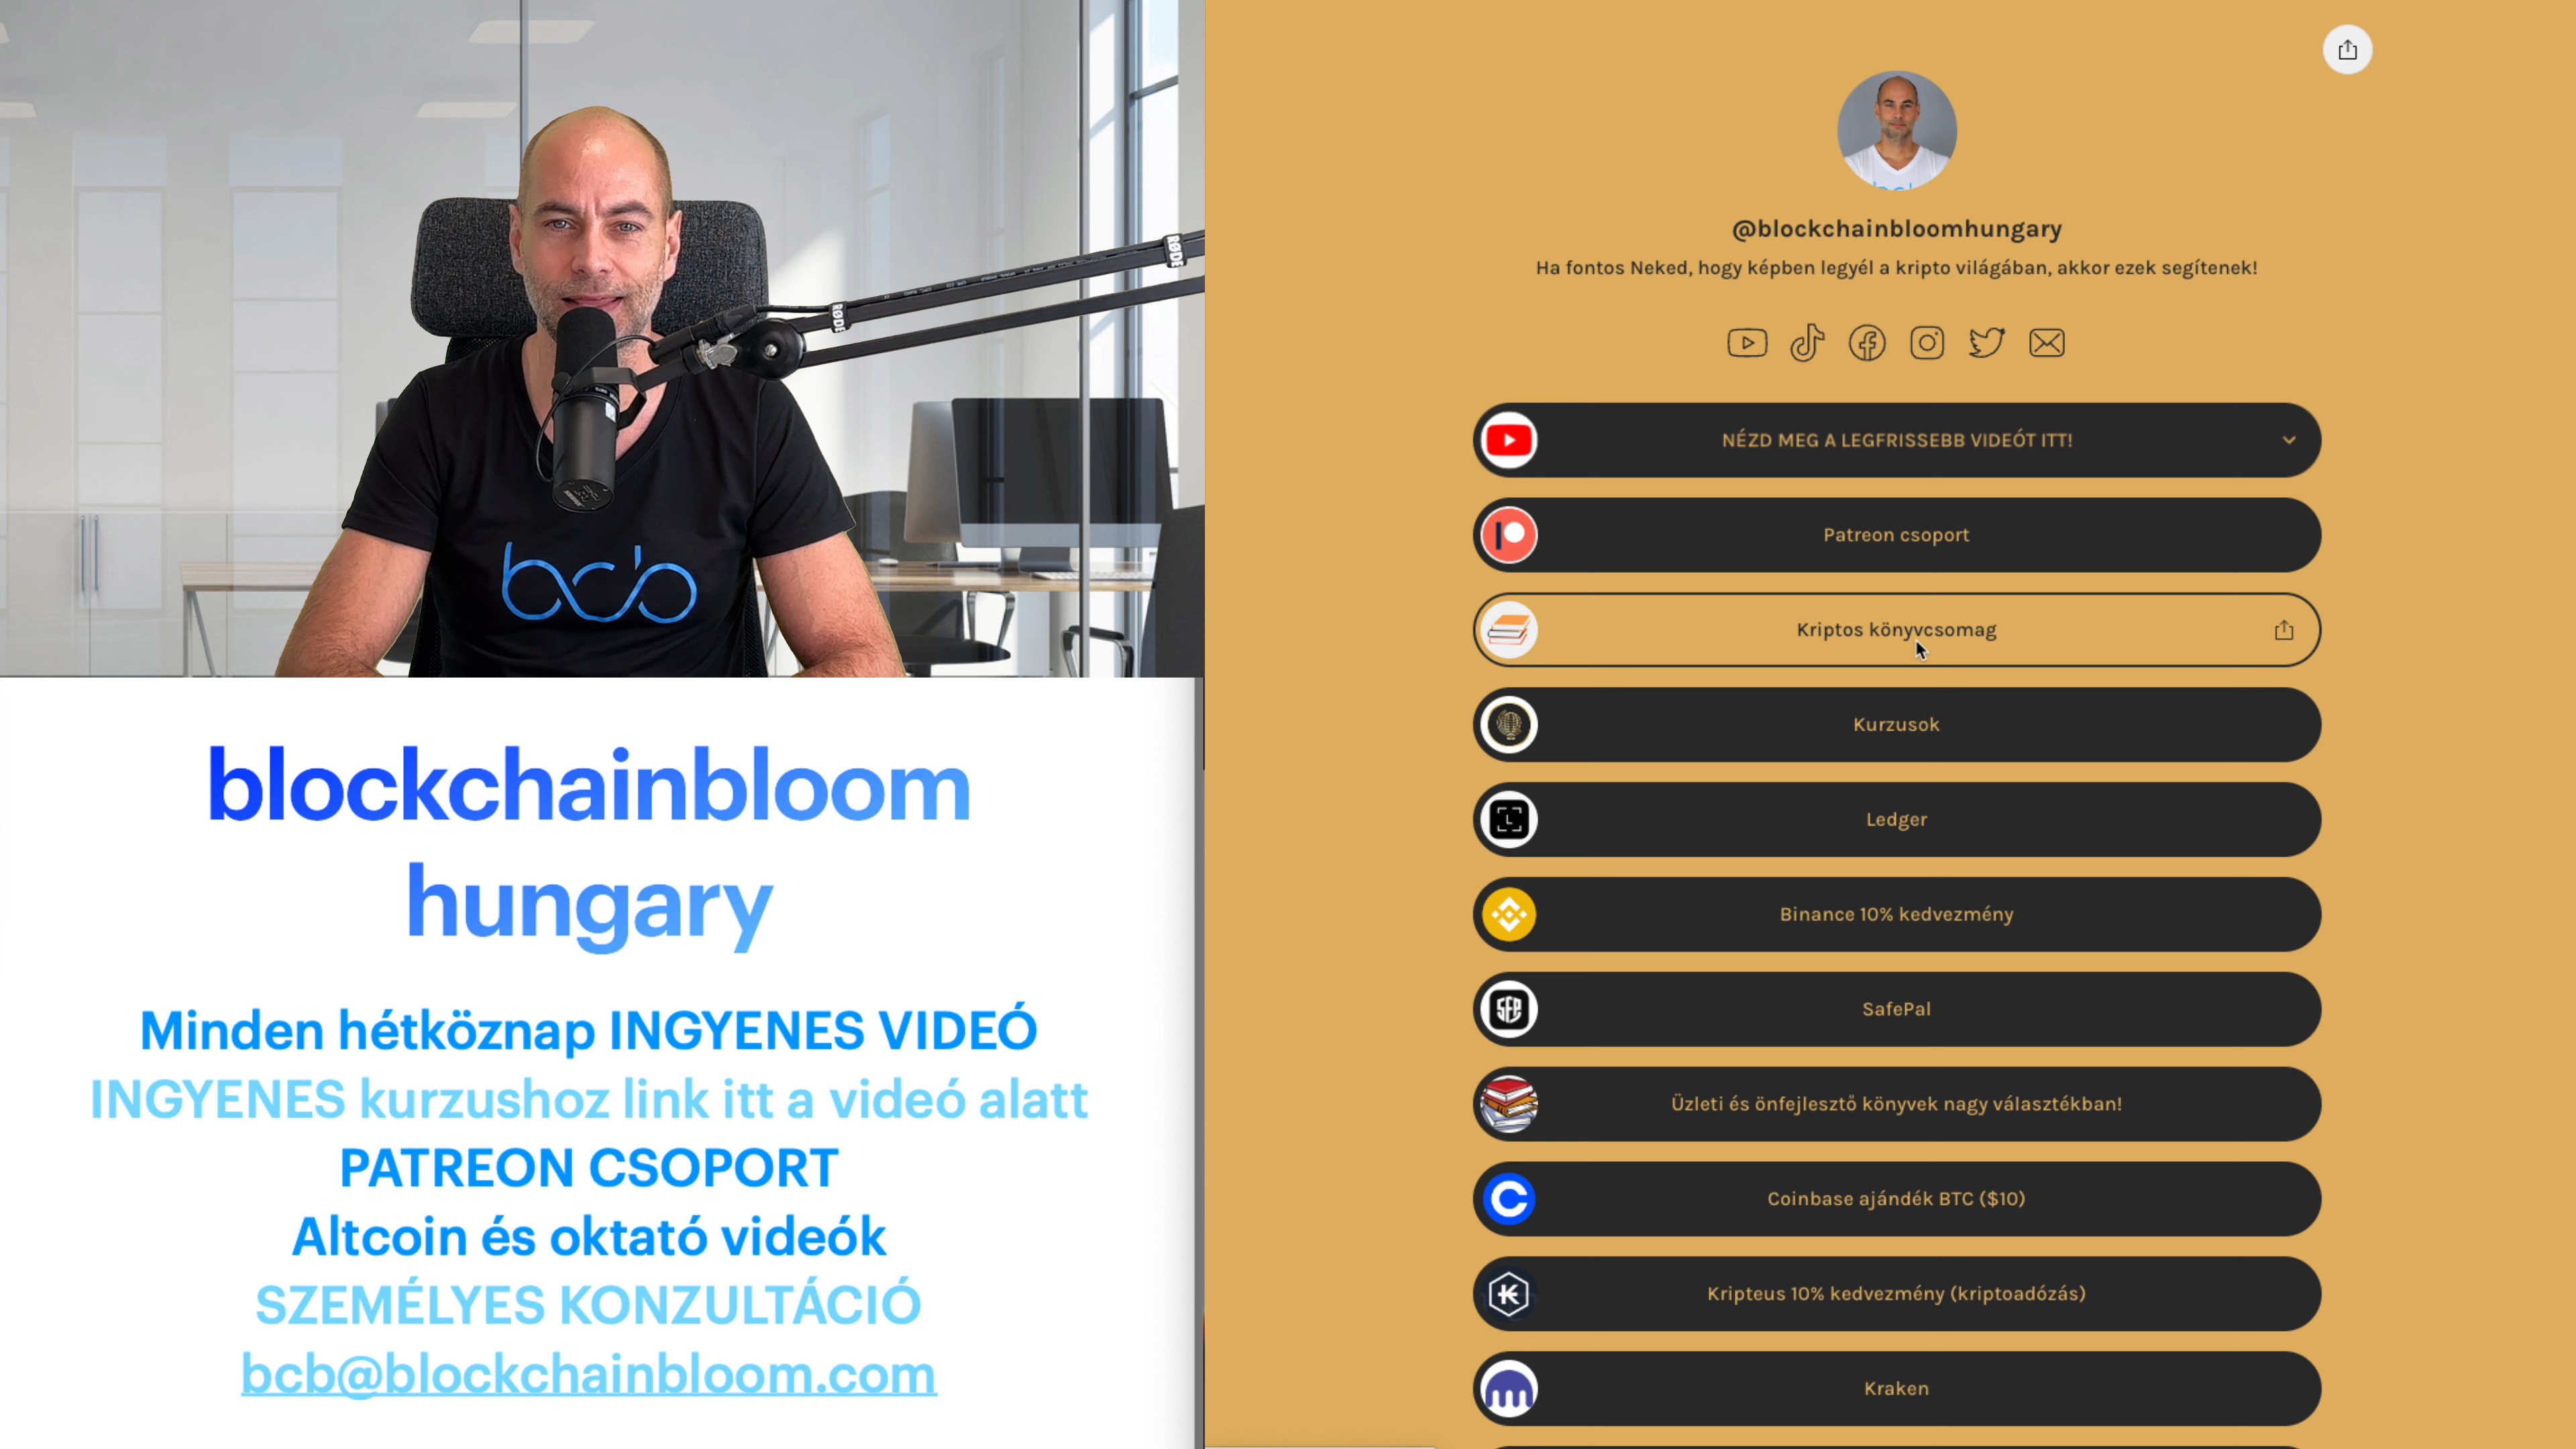 RØDE
RØDE
bcb
blockchainbloom
hungary
Minden hétköznap INGYENES VIDEÓ
INGYENES kurzushoz link itt a videó alatt
PATREON CSOPORT
Altcoin és oktató videók
SZEMÉLYES KONZULTÁCIÓ
bcb@blockchainbloom.com
@blockchainbloomhungary
Ha fontos Neked, hogy képben legyél a kripto világában, akkor ezek segítenek!
NÉZD MEG A LEGFRISSEBB VIDEÓT ITT!
Patreon csoport
Kriptos könyvcsomag
Kurzusok
L
Ledger
Binance 10% kedvezmény
SFP
SafePal
Üzleti és önfejlesztő könyvek nagy választékban!
Coinbase ajándék BTC ($10)
Kripteus 10% kedvezmény (kriptoadózás)
Kraken